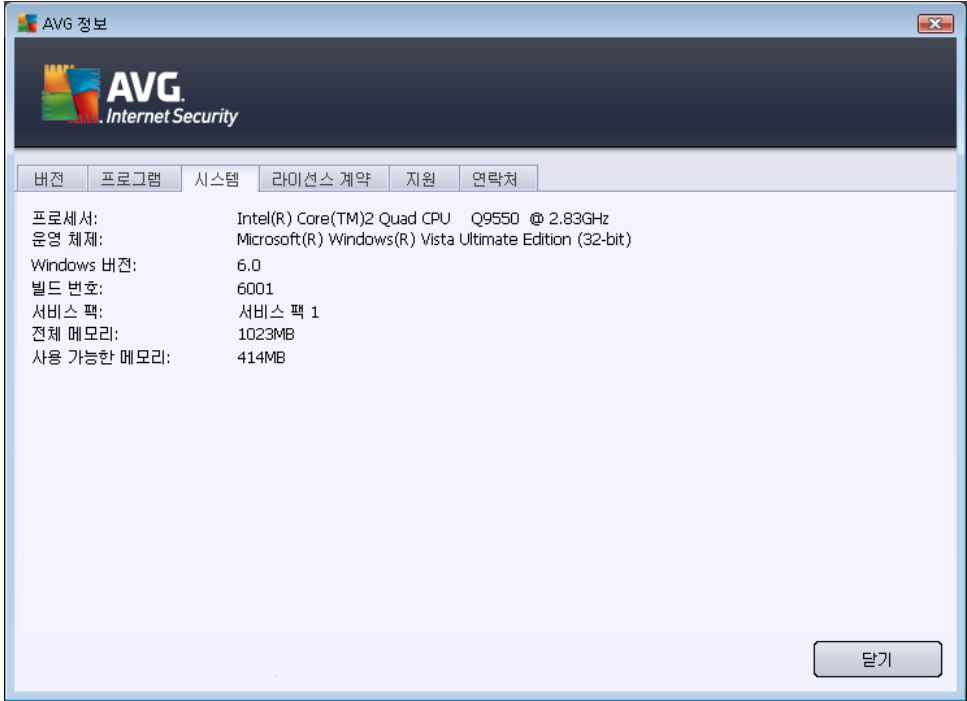 AVG 정보
AVG.
Internet Security
버전 프로그램 시스템 라이선스 계약 지원 연락처
프로세서: Intel(R) Core(TM)2 Quad CPU Q9550 @ 2.83GHz
운영 체제: Microsoft(R) Windows(R) Vista Ultimate Edition (32-bit)
Windows 버전: 6.0
빌드 번호: 6001
서비스 팩: 서비스 팩 1
전체 메모리: 1023MB
사용 가능한 메모리: 414MB
닫기